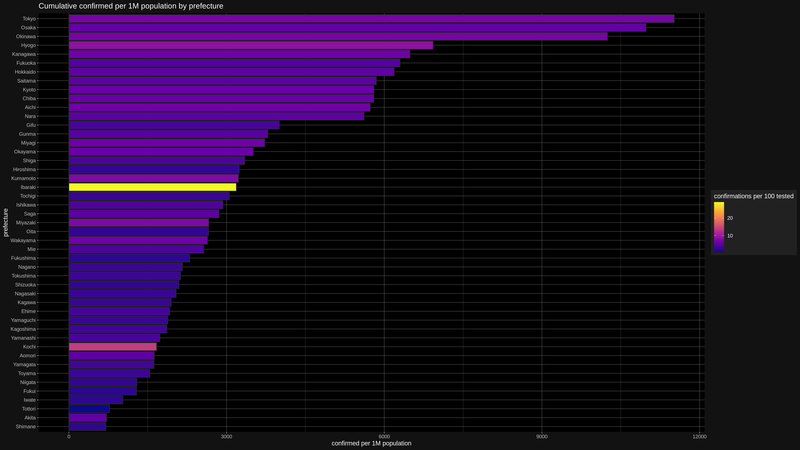 Cumulative confirmed per 1M population by prefecture
Tokyo
Osaka
Okinawa
Hyogo
Kanagawa
Fukuoka
Hokkaido
Saitama
Kyoto
Chiba
Aichi
Nara
Gifu
Gunma
Miyagi
Okayama
Shiga
Hiroshima
Kumamoto
Ibaraki
Tochigi
Ishikawa
Saga
Miyazaki
Oita
Wakayama
Mie
Fukushima
Nagano
Tokushima
Shizuoka
Nagasaki
Kagawa
Ehime
Yamaguchi
Kagoshima
Yamanashi
Kochi
Aomori
Yamagata
Toyama
Niigata
Fukui
Iwate
Tottori
Akita
Shimane
prefecture
0 3000 6000 9000 12000
confirmed per 1M population
confirmations per 100 tested
20
10